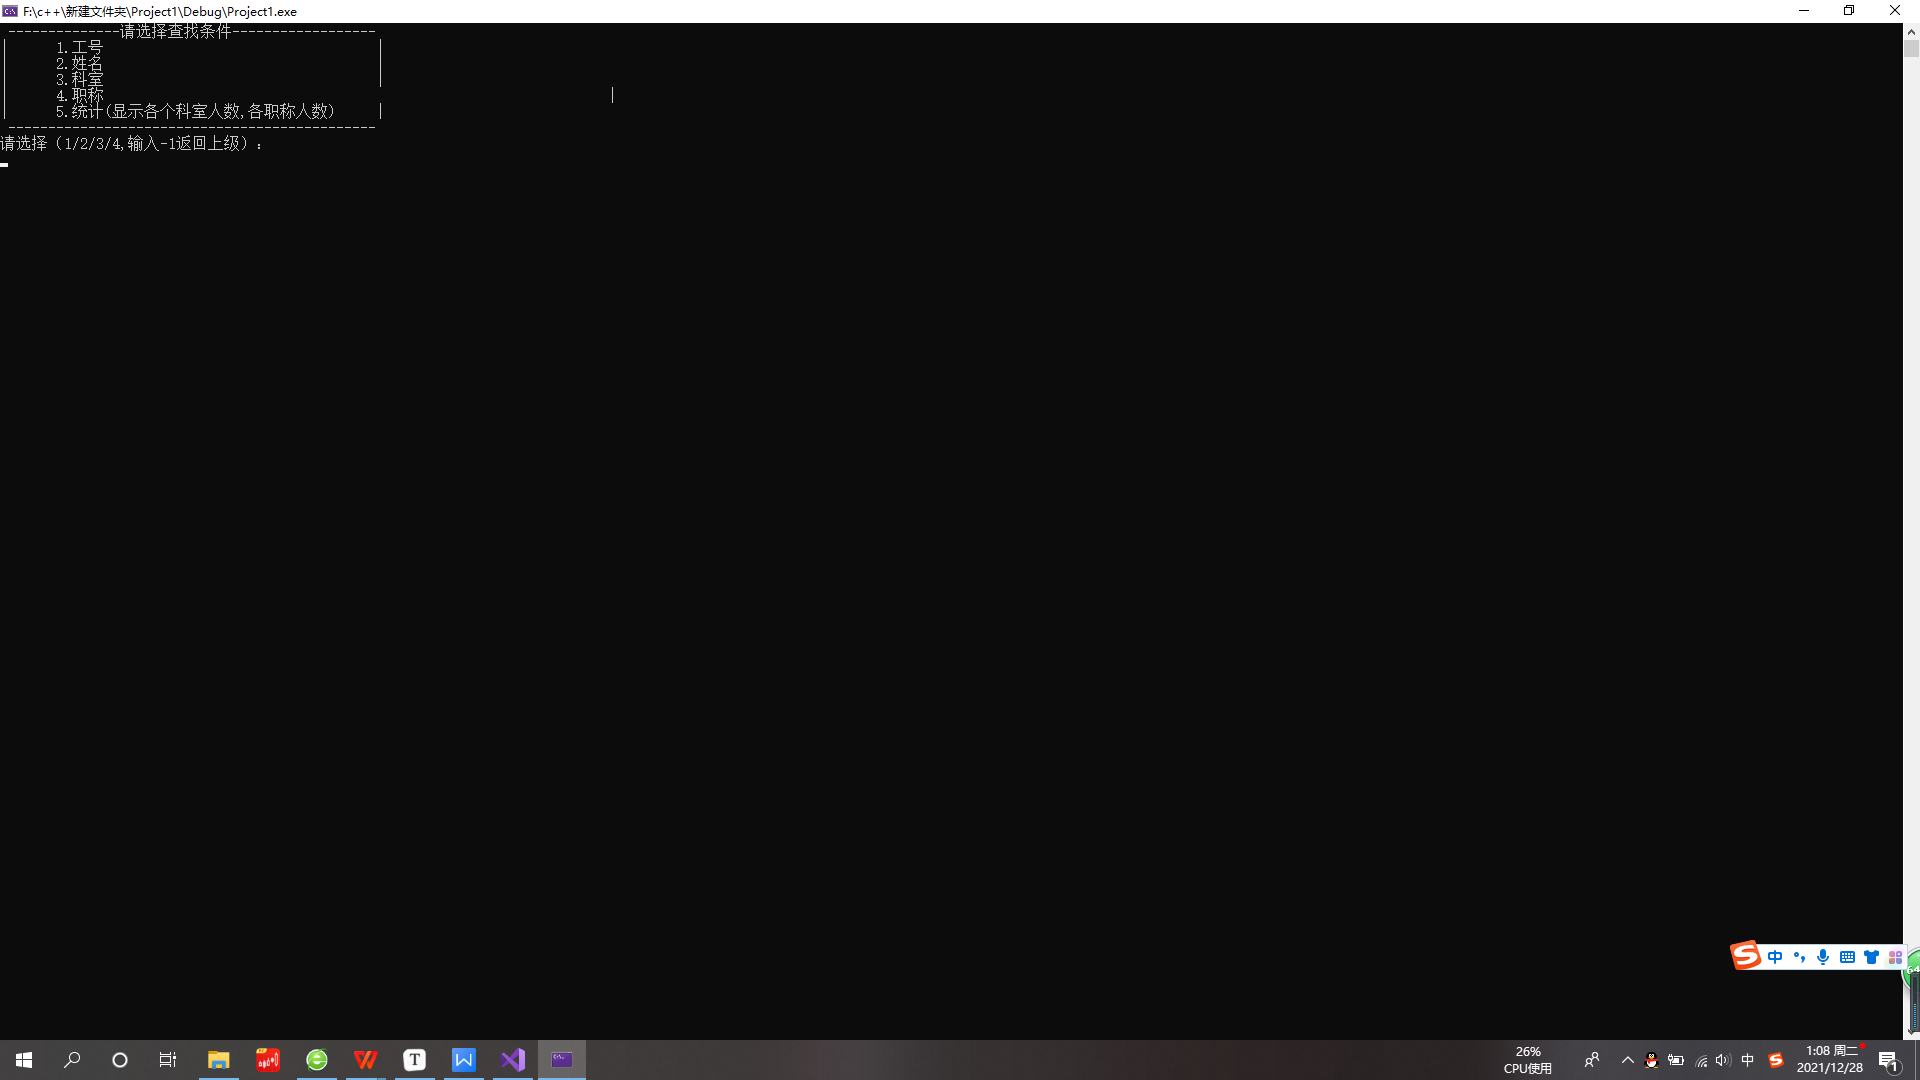 F:\c++\新建文件夹\Project1\Debug\Project1.exe
--------------请选择查找条件------------------
|      1.工号                                  |
|      2.姓名                                  |
|      3.科室                                  |
|      4.职称                                                               |
|      5.统计(显示各个科室人数,各职称人数)     |
----------------------------------------------
请选择（1/2/3/4,输入-1返回上级）：
中
64
26%
CPU使用
中
1:08 周二
2021/12/28
1